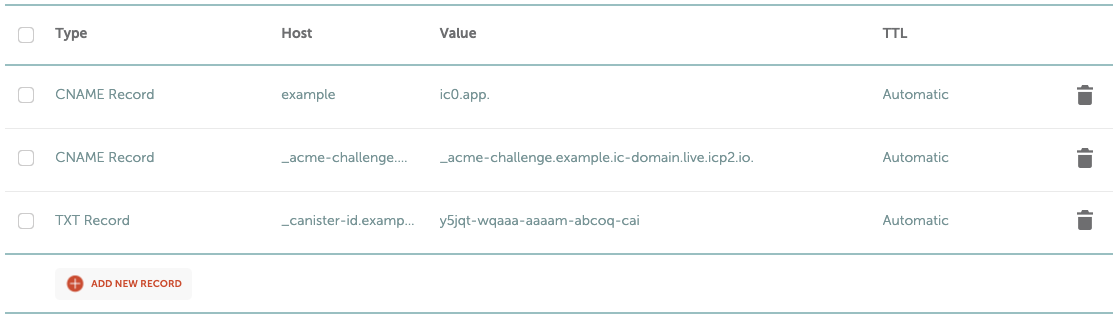 Type Host Value TTL
CNAME Record example ic0.app. Automatic
CNAME Record _acme-challenge.... _acme-challenge.example.ic-domain.live.icp2.io. Automatic
TXT Record _canister-id.examp... y5jqt-wqaaa-aaaam-abcoq-cai Automatic
ADD NEW RECORD